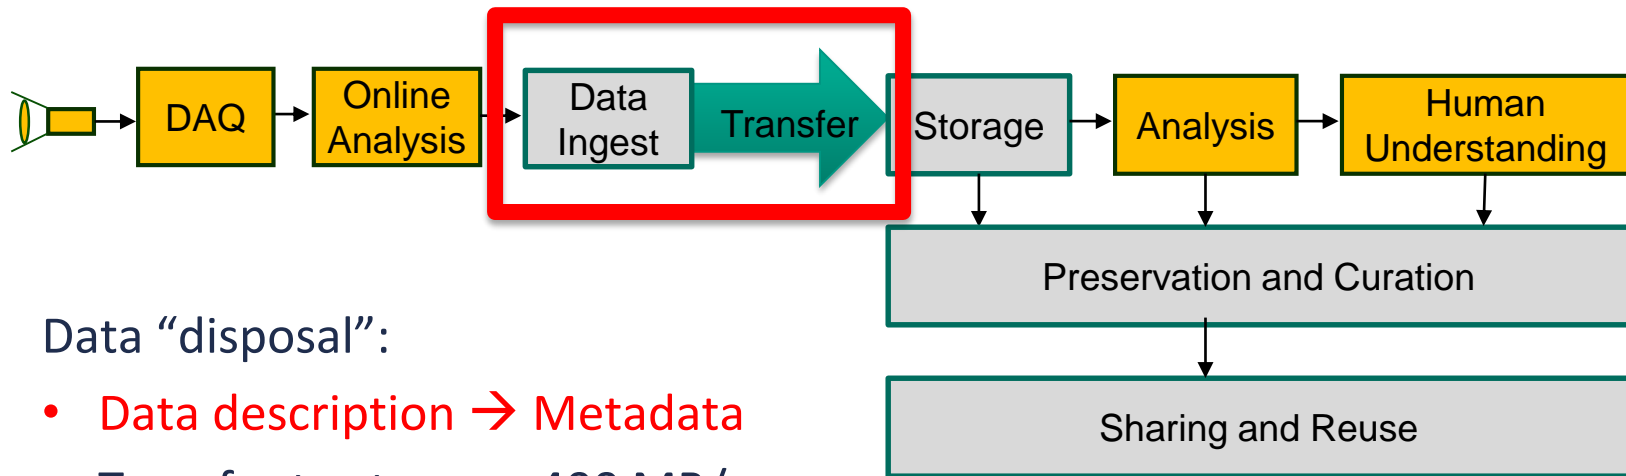 DAQ
Online
Analysis
Data
Ingest
Transfer
Storage
Analysis
Human
Understanding
Preservation and Curation
Data “disposal”:
• Data description → Metadata
Sharing and Reuse